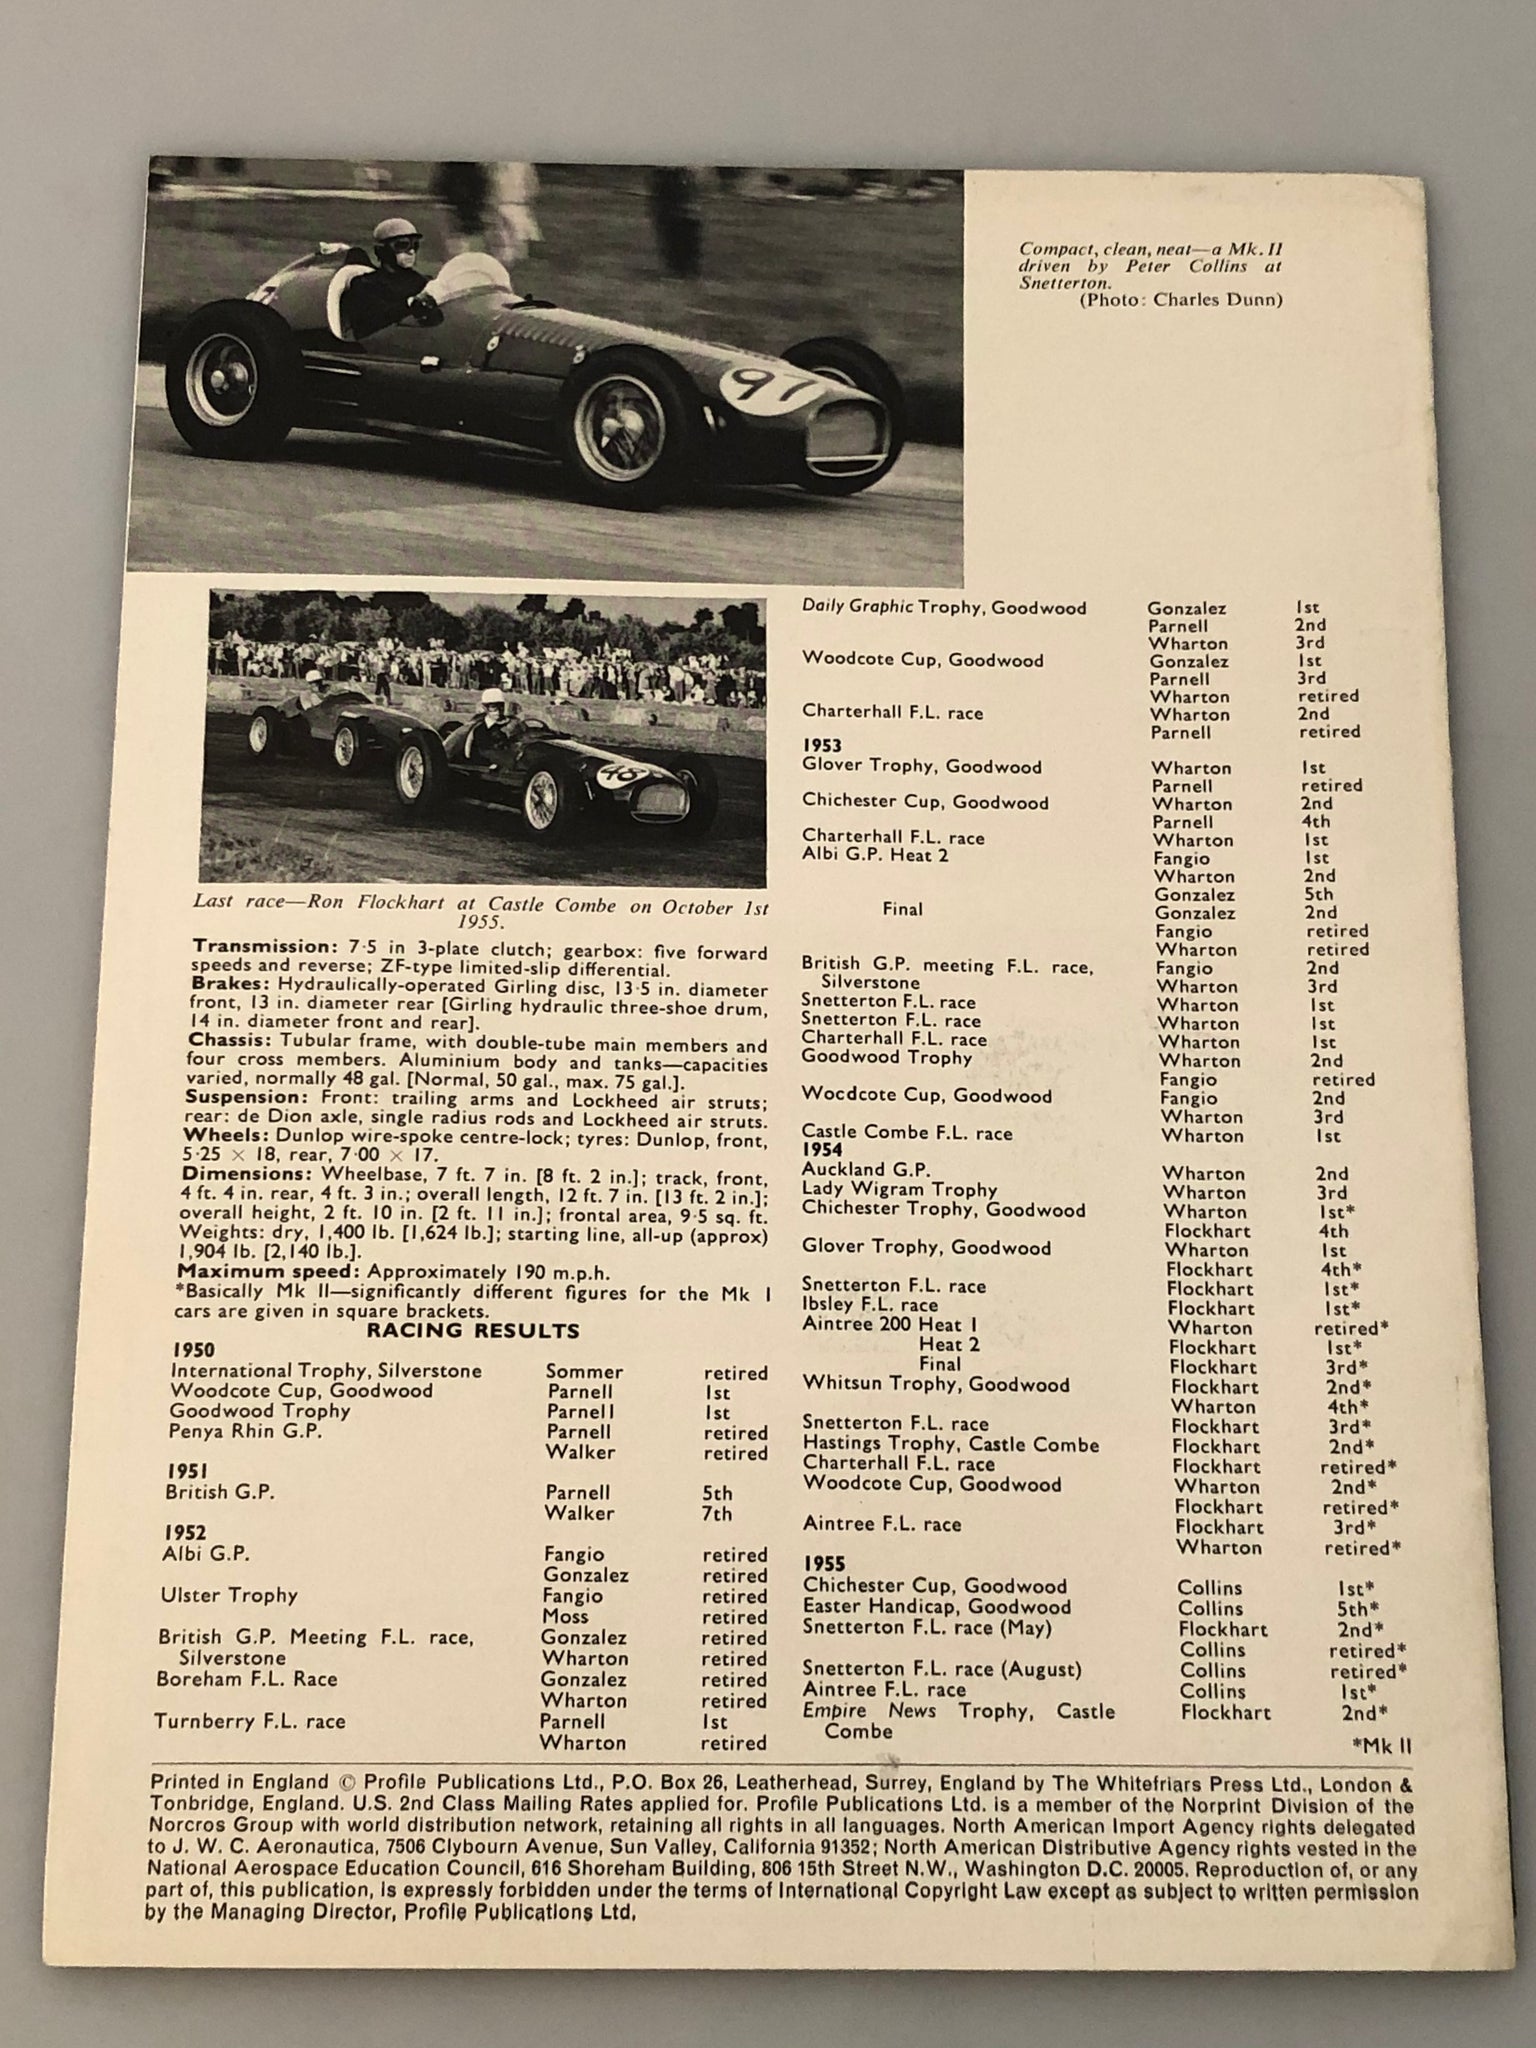 Compact, clean, neat—a Mk. II
driven by Peter Collins at
Snetterton.
(Photo: Charles Dunn)
97
48
Last race—Ron Flockhart at Castle Combe on October 1st
1955.
Transmission: 7·5 in 3-plate clutch; gearbox: five forward
speeds and reverse; ZF-type limited-slip differential.
Brakes: Hydraulically-operated Girling disc, 13·5 in. diameter
front, 13 in. diameter rear [Girling hydraulic three-shoe drum,
14 in. diameter front and rear].
Chassis: Tubular frame, with double-tube main members and
four cross members. Aluminium body and tanks—capacities
varied, normally 48 gal. [Normal, 50 gal., max. 75 gal.].
Suspension: Front: trailing arms and Lockheed air struts;
rear: de Dion axle, single radius rods and Lockheed air struts.
Wheels: Dunlop wire-spoke centre-lock; tyres: Dunlop, front,
5·25 × 18, rear, 7·00 × 17.
Dimensions: Wheelbase, 7 ft. 7 in. [8 ft. 2 in.]; track, front,
4 ft. 4 in. rear, 4 ft. 3 in.; overall length, 12 ft. 7 in. [13 ft. 2 in.];
overall height, 2 ft. 10 in. [2 ft. 11 in.]; frontal area, 9·5 sq. ft.
Weights: dry, 1,400 lb. [1,624 lb.]; starting line, all-up (approx)
1,904 lb. [2,140 lb.].
Maximum speed: Approximately 190 m.p.h.
*Basically Mk II—significantly different figures for the Mk I
cars are given in square brackets.
RACING RESULTS
1950
International Trophy, Silverstone Sommer retired
Woodcote Cup, Goodwood Parnell 1st
Goodwood Trophy Parnell 1st
Penya Rhin G.P. Parnell retired
Walker retired
1951
British G.P. Parnell 5th
Walker 7th
1952
Albi G.P. Fangio retired
Gonzalez retired
Ulster Trophy Fangio retired
Moss retired
British G.P. Meeting F.L. race, Gonzalez retired
Silverstone Wharton retired
Boreham F.L. Race Gonzalez retired
Wharton retired
Turnberry F.L. race Parnell 1st
Wharton retired
Daily Graphic Trophy, Goodwood Gonzalez 1st
Parnell 2nd
Wharton 3rd
Woodcote Cup, Goodwood Gonzalez 1st
Parnell 3rd
Wharton retired
Charterhall F.L. race Wharton 2nd
Parnell retired
1953
Glover Trophy, Goodwood Wharton 1st
Parnell retired
Chichester Cup, Goodwood Wharton 2nd
Parnell 4th
Charterhall F.L. race Wharton 1st
Albi G.P. Heat 2 Fangio 1st
Wharton 2nd
Gonzalez 5th
Final Gonzalez 2nd
Fangio retired
Wharton retired
British G.P. meeting F.L. race, Fangio 2nd
Silverstone Wharton 3rd
Snetterton F.L. race Wharton 1st
Snetterton F.L. race Wharton 1st
Charterhall F.L. race Wharton 1st
Goodwood Trophy Wharton 2nd
Fangio retired
Wocdcote Cup, Goodwood Fangio 2nd
Wharton 3rd
Castle Combe F.L. race Wharton 1st
1954
Auckland G.P. Wharton 2nd
Lady Wigram Trophy Wharton 3rd
Chichester Trophy, Goodwood Wharton 1st*
Flockhart 4th
Glover Trophy, Goodwood Wharton 1st
Flockhart 4th*
Snetterton F.L. race Flockhart 1st*
Ibsley F.L. race Flockhart 1st*
Aintree 200 Heat 1 Wharton retired*
Heat 2 Flockhart 1st*
Final Flockhart 3rd*
Whitsun Trophy, Goodwood Flockhart 2nd*
Wharton 4th*
Snetterton F.L. race Flockhart 3rd*
Hastings Trophy, Castle Combe Flockhart 2nd*
Charterhall F.L. race Flockhart retired*
Woodcote Cup, Goodwood Wharton 2nd*
Flockhart retired*
Aintree F.L. race Flockhart 3rd*
Wharton retired*
1955
Chichester Cup, Goodwood Collins 1st*
Easter Handicap, Goodwood Collins 5th*
Snetterton F.L. race (May) Flockhart 2nd*
Collins retired*
Snetterton F.L. race (August) Collins retired*
Aintree F.L. race Collins 1st*
Empire News Trophy, Castle Flockhart 2nd*
Combe
*Mk II
Printed in England © Profile Publications Ltd., P.O. Box 26, Leatherhead, Surrey, England by The Whitefriars Press Ltd., London &
Tonbridge, England. U.S. 2nd Class Mailing Rates applied for. Profile Publications Ltd. is a member of the Norprint Division of the
Norcros Group with world distribution network, retaining all rights in all languages. North American Import Agency rights delegated
to J. W. C. Aeronautica, 7506 Clybourn Avenue, Sun Valley, California 91352; North American Distributive Agency rights vested in the
National Aerospace Education Council, 616 Shoreham Building, 806 15th Street N.W., Washington D.C. 20005. Reproduction of, or any
part of, this publication, is expressly forbidden under the terms of International Copyright Law except as subject to written permission
by the Managing Director, Profile Publications Ltd.